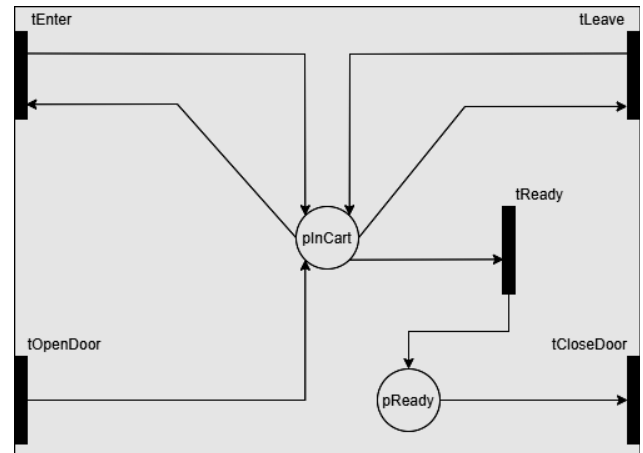 tEnter
tLeave
tReady
pInCart
tOpenDoor
tCloseDoor
pReady